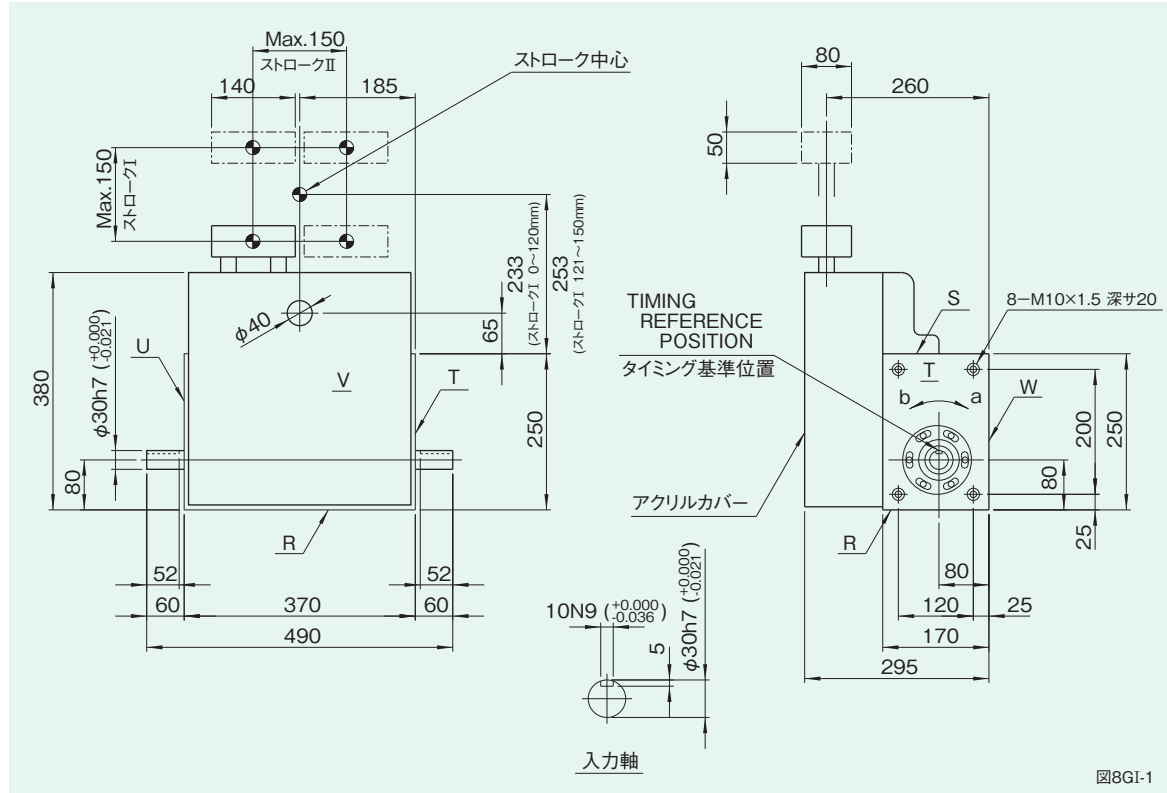 Max.150
ストロークⅡ
140
185
ストローク中心
Max.150
ストロークⅠ
233
(ストロークⅠ 0～120mm)
253
(ストロークⅠ 121～150mm)
65
φ40
U
V
T
380
φ30h7 (+0.000 -0.021)
80
250
R
52
52
60
370
60
490
80
260
50
TIMING
REFERENCE
POSITION
タイミング基準位置
S
8－M10×1.5 深サ20
T
b
a
W
200
250
80
25
アクリルカバー
R
80
120
25
170
295
10N9 (+0.000 -0.036)
5
φ30h7 (+0.000 -0.021)
入力軸
図8GI-1